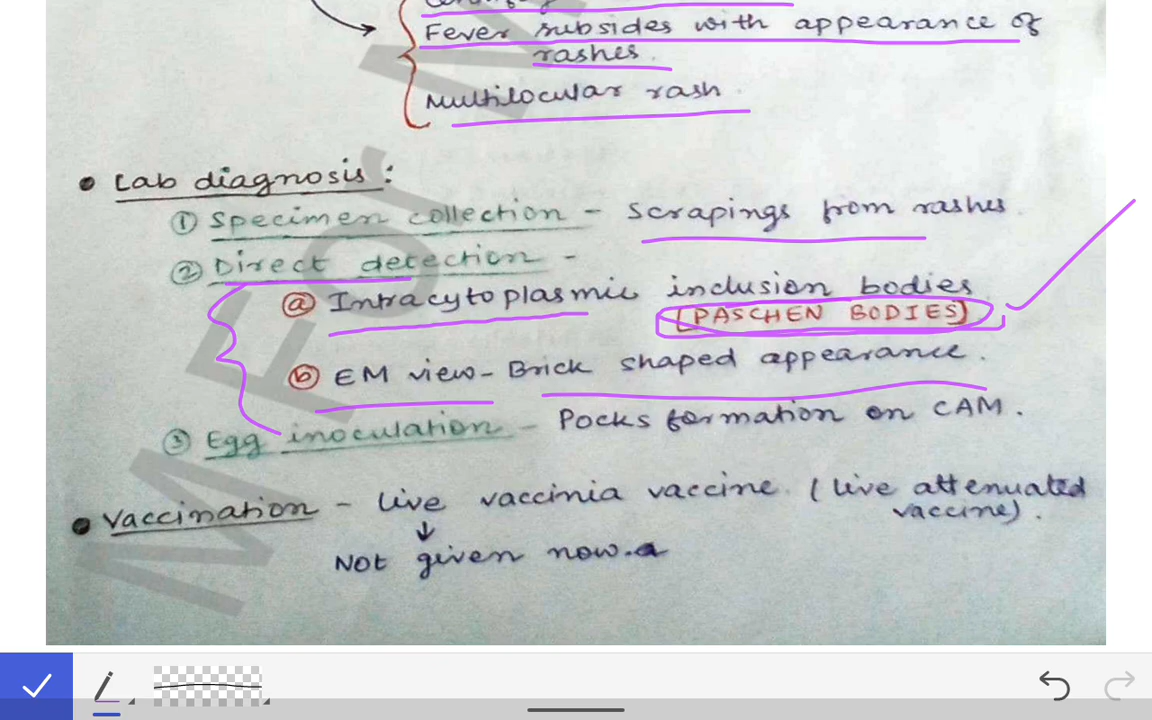 Fever subsides with appearance of
rashes.
Multilocular rash
• Lab diagnosis:
① Specimen collection - Scrapings from rashes
② Direct detection -
ⓐ Intracytoplasmic inclusion bodies
[PASCHEN BODIES]
ⓑ EM view - Brick shaped appearance.
③ Egg inoculation - Pocks formation on CAM.
• Vaccination - live vaccinia vaccine. (live attenuated
vaccine).
↓
Not given now.